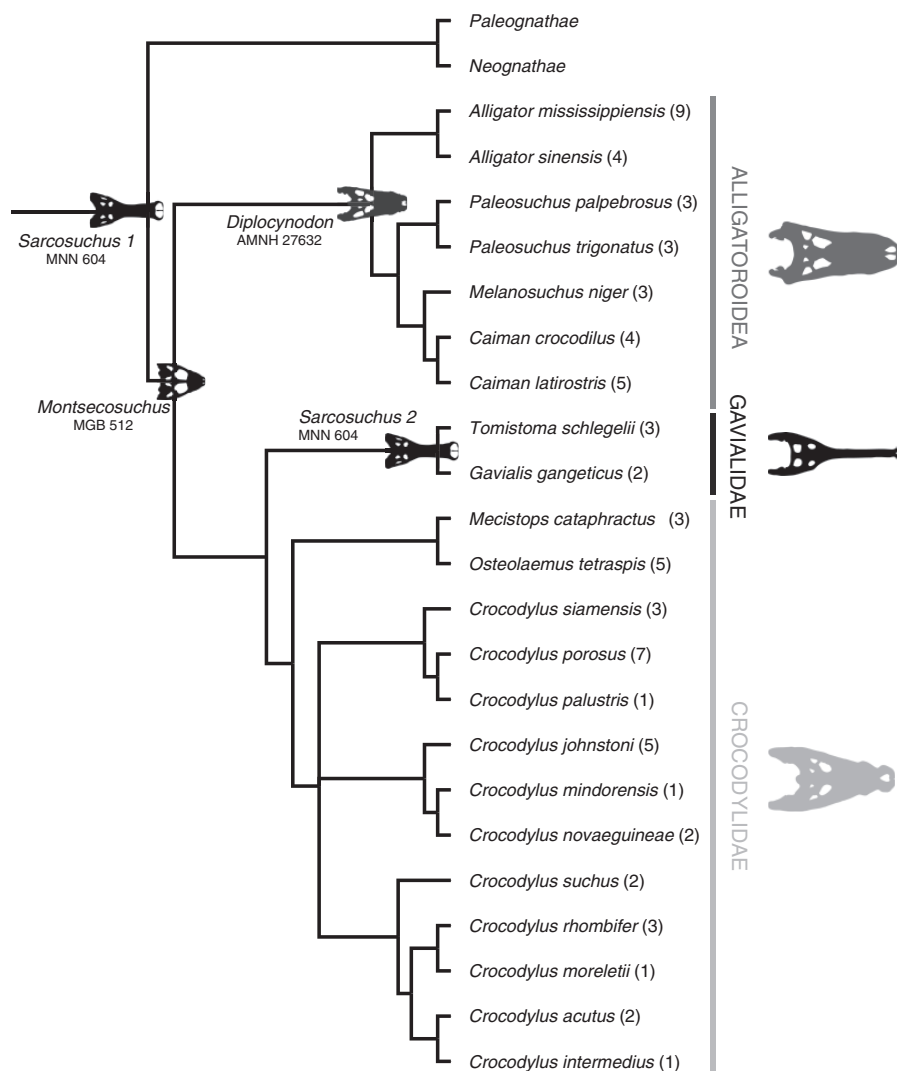 Paleognathae
Neognathae
Alligator mississippiensis (9)
Alligator sinensis (4)
Paleosuchus palpebrosus (3)
Diplocynodon
AMNH 27632
Sarcosuchus 1
MNN 604
Paleosuchus trigonatus (3)
Melanosuchus niger (3)
Caiman crocodilus (4)
Caiman latirostris (5)
Montsecosuchus
MGB 512
Sarcosuchus 2
MNN 604
Tomistoma schlegelii (3)
Gavialis gangeticus (2)
Mecistops cataphractus (3)
Osteolaemus tetraspis (5)
Crocodylus siamensis (3)
Crocodylus porosus (7)
Crocodylus palustris (1)
Crocodylus johnstoni (5)
Crocodylus mindorensis (1)
Crocodylus novaeguineae (2)
Crocodylus suchus (2)
Crocodylus rhombifer (3)
Crocodylus moreletii (1)
Crocodylus acutus (2)
Crocodylus intermedius (1)
ALLIGATOROIDEA
GAVIALIDAE
CROCODYLIDAE